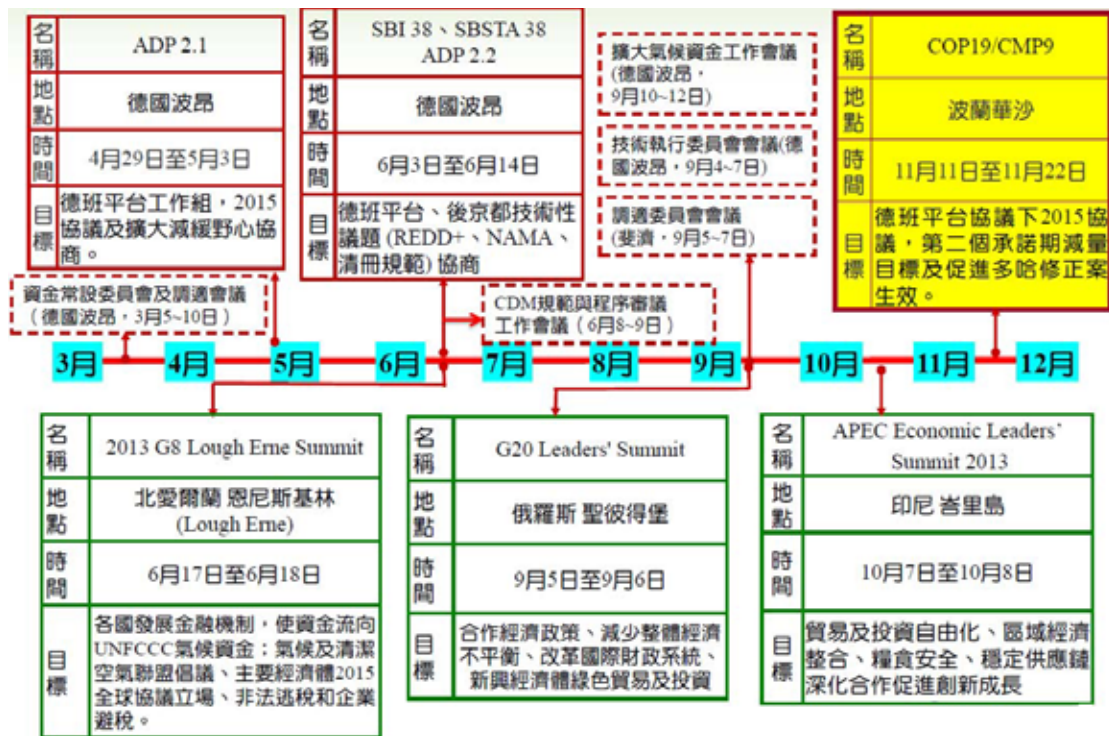 名稱
ADP 2.1
地點
德國波昂
時間
4月29日至5月3日
目標
德班平台工作組，2015
協議及擴大減緩野心協
商。
名稱
SBI 38、SBSTA 38
ADP 2.2
地點
德國波昂
時間
6月3日至6月14日
目標
德班平台、後京都技術性
議題 (REDD+、NAMA、
清冊規範) 協商
擴大氣候資金工作會議
(德國波昂，
9月10~12日)
技術執行委員會會議(德
國波昂，9月4~7日)
調適委員會會議
(斐濟，9月5~7日)
名稱
COP19/CMP9
地點
波蘭華沙
時間
11月11日至11月22日
目標
德班平台協議下2015協
議，第二個承諾期減量
目標及促進多哈修正案
生效。
資金常設委員會及調適會議
（德國波昂，3月5~10日）
CDM規範與程序審議
工作會議（6月8~9日）
3月 4月 5月 6月 7月 8月 9月 10月 11月 12月
名稱
2013 G8 Lough Erne Summit
地點
北愛爾蘭 恩尼斯基林
(Lough Erne)
時間
6月17日至6月18日
目標
各國發展金融機制，使資金流向
UNFCCC氣候資金；氣候及清潔
空氣聯盟倡議、主要經濟體2015
全球協議立場、非法逃稅和企業
避稅。
名稱
G20 Leaders' Summit
地點
俄羅斯 聖彼得堡
時間
9月5日至9月6日
目標
合作經濟政策、減少整體經濟
不平衡、改革國際財政系統、
新興經濟體綠色貿易及投資
名稱
APEC Economic Leaders’
Summit 2013
地點
印尼 峇里島
時間
10月7日至10月8日
目標
貿易及投資自由化、區域經濟
整合、糧食安全、穩定供應鏈
深化合作促進創新成長